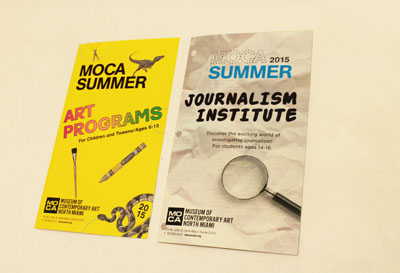 MOCA
SUMMER
ART
PROGRAMS
For Children and Tweens/Ages 6-13
2015
MOCA
MUSEUM OF
CONTEMPORARY ART
NORTH MIAMI
MOCA 2015
SUMMER
JOURNALISM
INSTITUTE
Discover the exciting world of
investigating journalism!
For students ages 14-18.
MOCA
MUSEUM OF
CONTEMPORARY ART
NORTH MIAMI